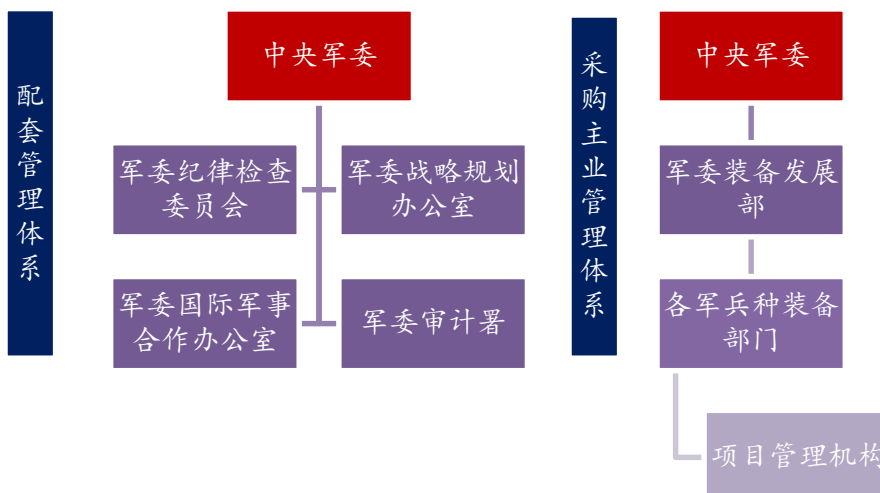 配套管理体系
中央军委
军委纪律检查
委员会
军委战略规划
办公室
军委国际军事
合作办公室
军委审计署
采购主业管理体系
中央军委
军委装备发展
部
各军兵种装备
部门
项目管理机构